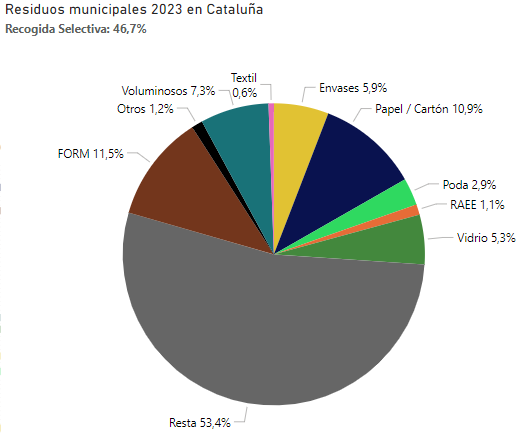 Residuos municipales 2023 en Cataluña
Recogida Selectiva: 46,7%
Textil
0,6%
Envases 5,9%
Voluminosos 7,3%
Otros 1,2%
Papel / Cartón 10,9%
FORM 11,5%
Poda 2,9%
RAEE 1,1%
Vidrio 5,3%
Resta 53,4%